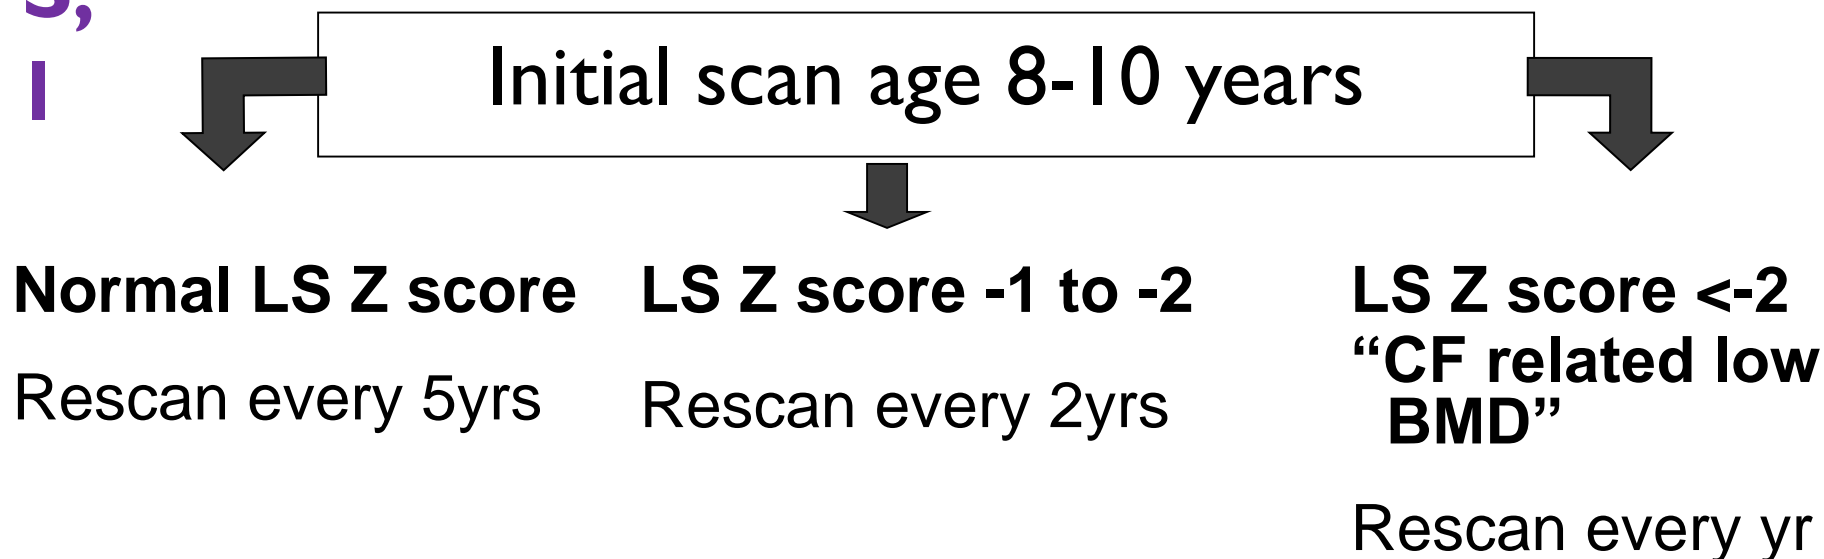 s,
l
Initial scan age 8-10 years
Normal LS Z score
Rescan every 5yrs
LS Z score -1 to -2
Rescan every 2yrs
LS Z score <-2
“CF related low
BMD”
Rescan every yr